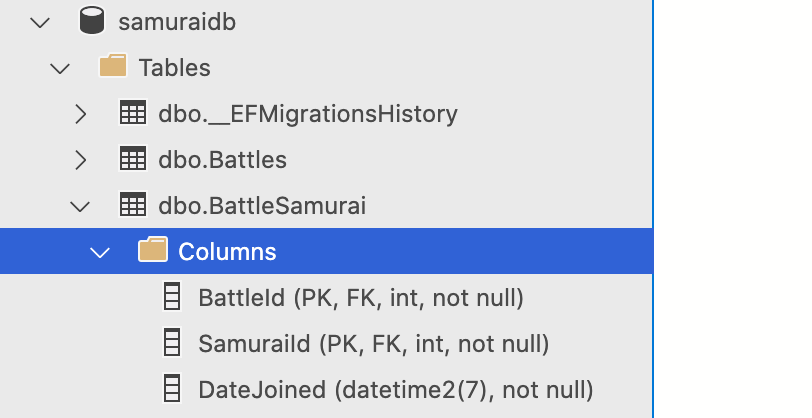 samuraidb
Tables
dbo.__EFMigrationsHistory
dbo.Battles
dbo.BattleSamurai
Columns
BattleId (PK, FK, int, not null)
SamuraiId (PK, FK, int, not null)
DateJoined (datetime2(7), not null)